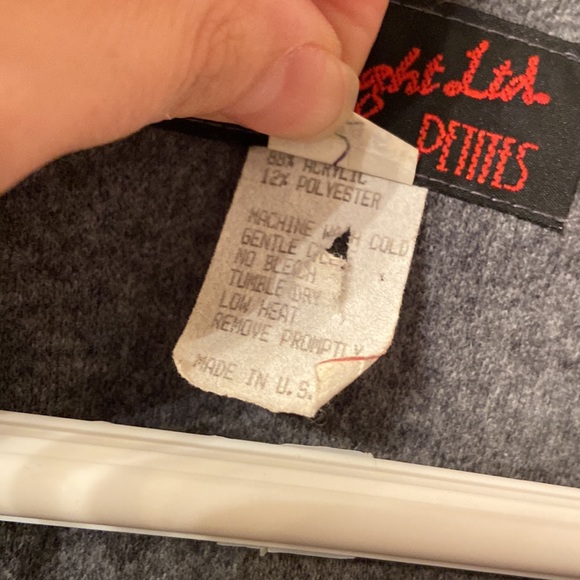 ght Ltd.
PETITES
88% ACRYLIC
12% POLYESTER
MACHINE WASH COLD
GENTLE CYCLE
NO BLEACH
TUMBLE DRY
LOW HEAT
REMOVE PROMPTLY
MADE IN U.S.